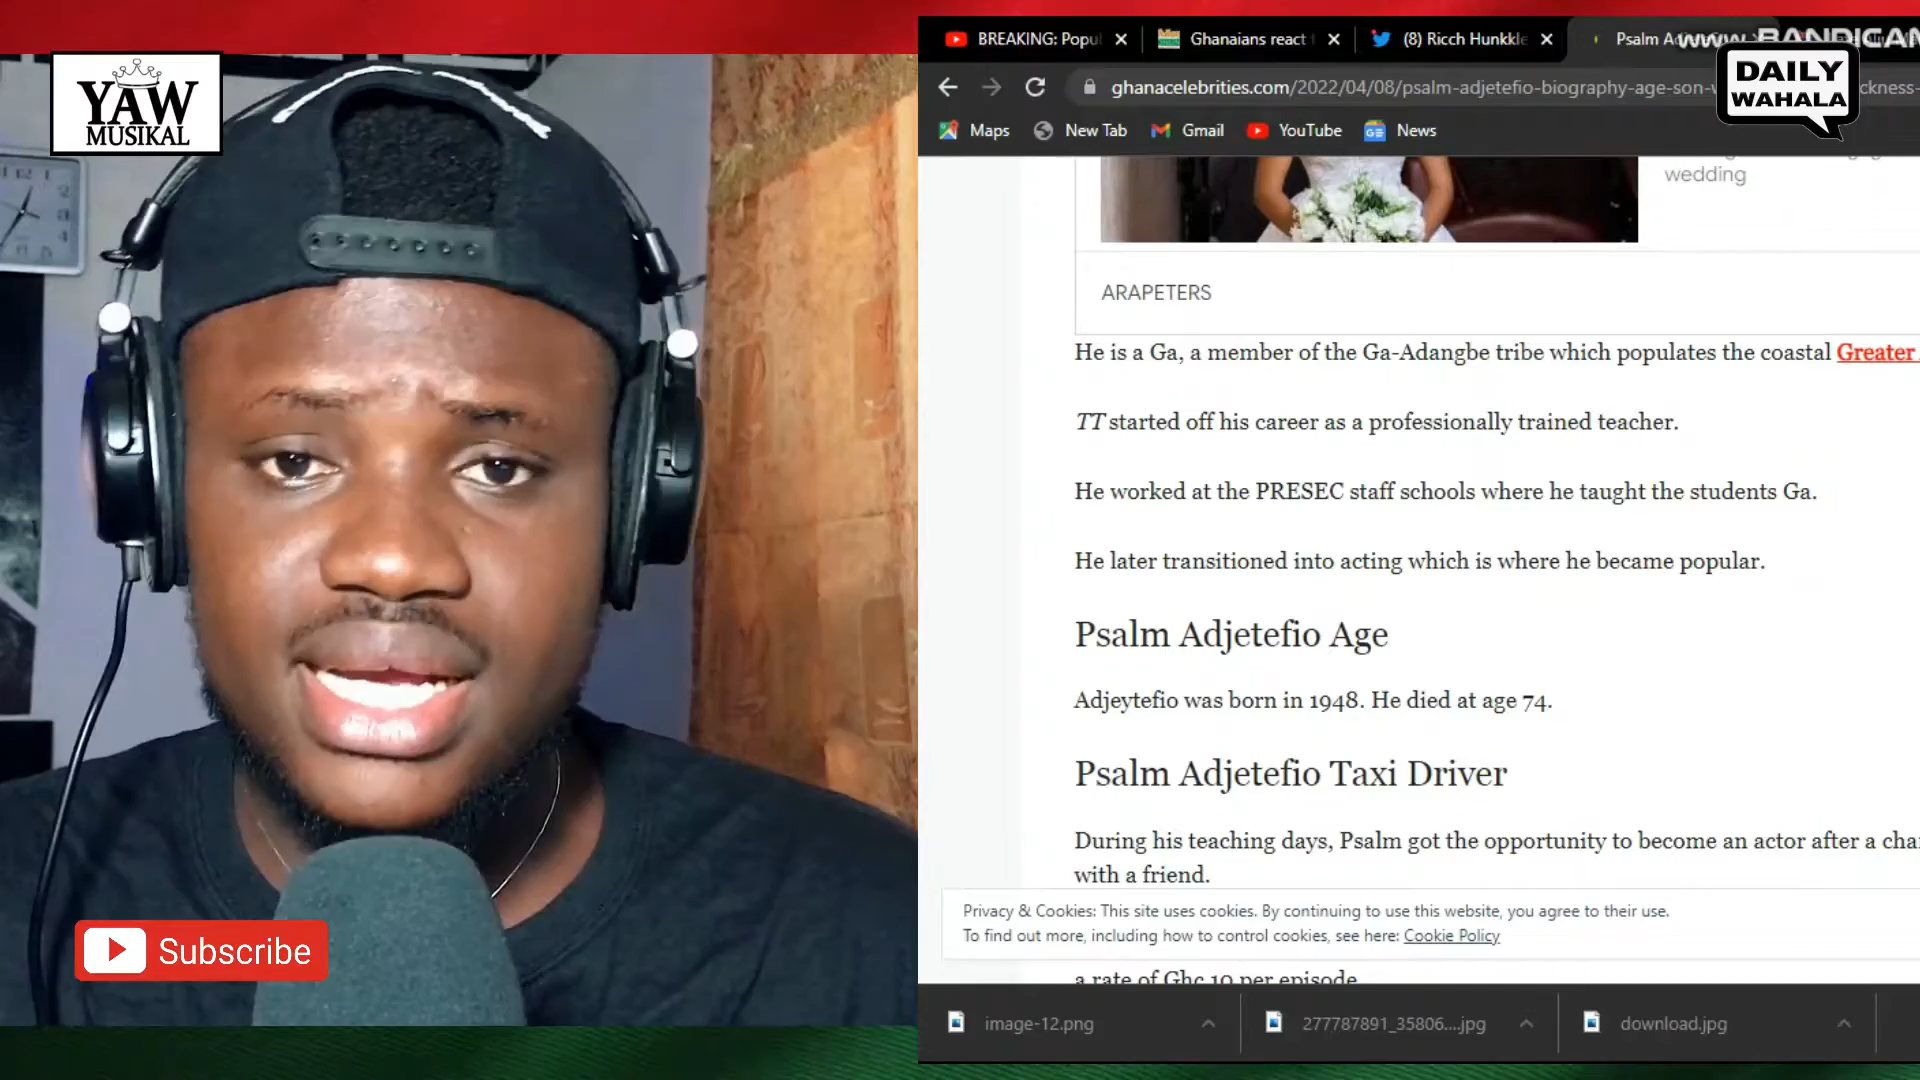 YAW
MUSIKAL
BREAKING: Popu
Ghanaians react
(8) Ricch Hunkkle
Psalm
www.BANDICAM
DAILY
WAHALA
ghanacelebrities.com/2022/04/08/psalm-adjetefio-biography-age-son-
Maps
New Tab
Gmail
YouTube
News
wedding
ARAPETERS
He is a Ga, a member of the Ga-Adangbe tribe which populates the coastal Greater
TT started off his career as a professionally trained teacher.
He worked at the PRESEC staff schools where he taught the students Ga.
He later transitioned into acting which is where he became popular.
Psalm Adjetefio Age
Adjeytefio was born in 1948. He died at age 74.
Psalm Adjetefio Taxi Driver
During his teaching days, Psalm got the opportunity to become an actor after a cha
with a friend.
Privacy & Cookies: This site uses cookies. By continuing to use this website, you agree to their use.
To find out more, including how to control cookies, see here: Cookie Policy
a rate of Ghc 10 per episode
image-12.png
277787891_35806....jpg
download.jpg
Subscribe